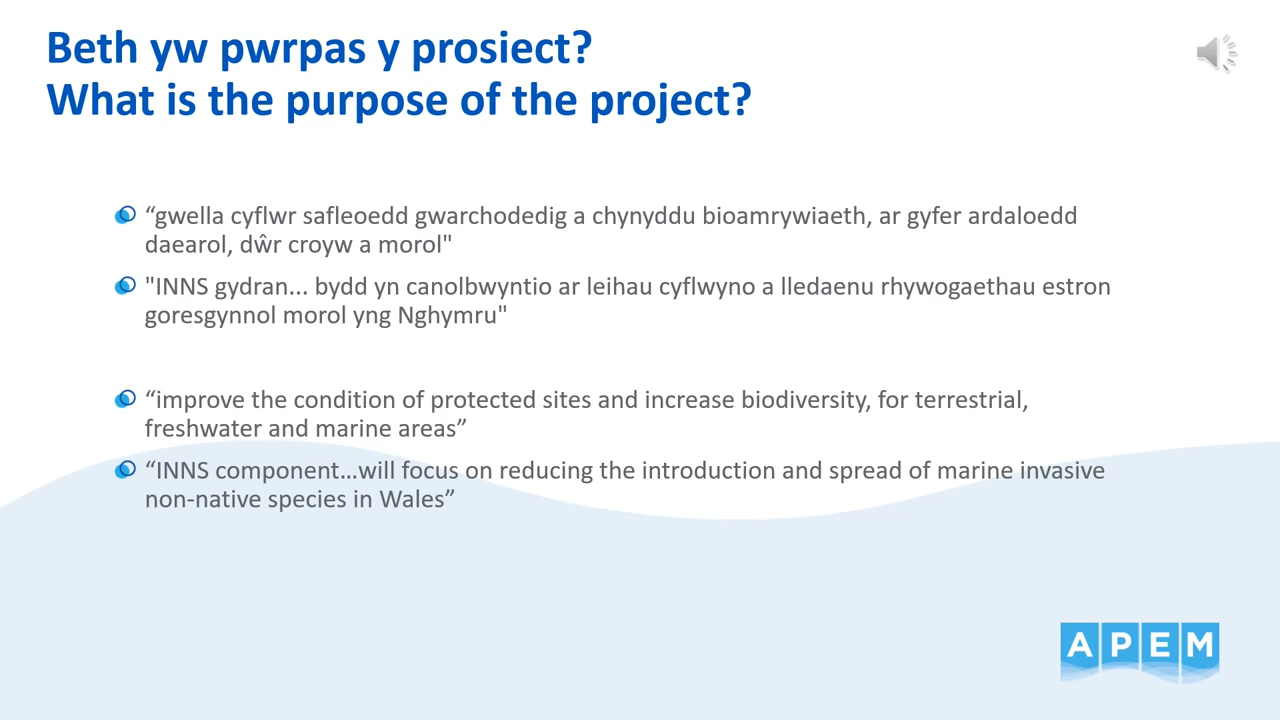 Beth yw pwrpas y prosiect?
What is the purpose of the project?
“gwella cyflwr safleoedd gwarchodedig a chynyddu bioamrywiaeth, ar gyfer ardaloedd
daearol, dŵr croyw a morol"
"INNS gydran... bydd yn canolbwyntio ar leihau cyflwyno a lledaenu rhywogaethau estron
goresgynnol morol yng Nghymru"
“improve the condition of protected sites and increase biodiversity, for terrestrial,
freshwater and marine areas”
“INNS component…will focus on reducing the introduction and spread of marine invasive
non-native species in Wales”
APEM